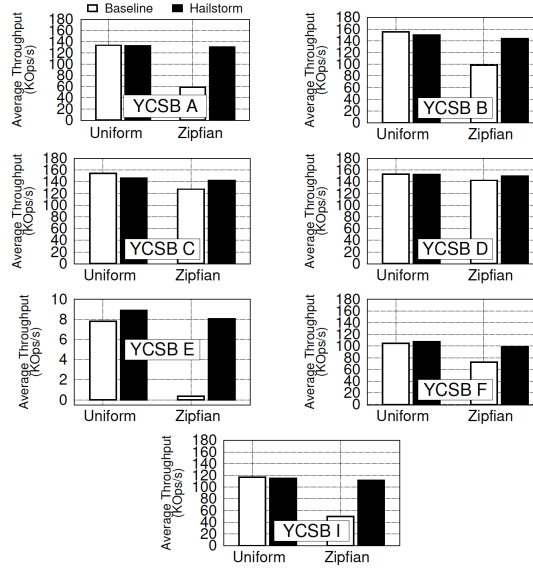 Baseline Hailstorm
Average Throughput
(KOps/s)
180
160
140
120
100
80
60
40
20
0
YCSB A
Uniform Zipfian
Average Throughput
(KOps/s)
180
160
140
120
100
80
60
40
20
0
YCSB B
Uniform Zipfian
Average Throughput
(KOps/s)
180
160
140
120
100
80
60
40
20
0
YCSB C
Uniform Zipfian
Average Throughput
(KOps/s)
180
160
140
120
100
80
60
40
20
0
YCSB D
Uniform Zipfian
Average Throughput
(KOps/s)
10
8
6
4
2
0
YCSB E
Uniform Zipfian
Average Throughput
(KOps/s)
180
160
140
120
100
80
60
40
20
0
YCSB F
Uniform Zipfian
Average Throughput
(KOps/s)
180
160
140
120
100
80
60
40
20
0
YCSB I
Uniform Zipfian